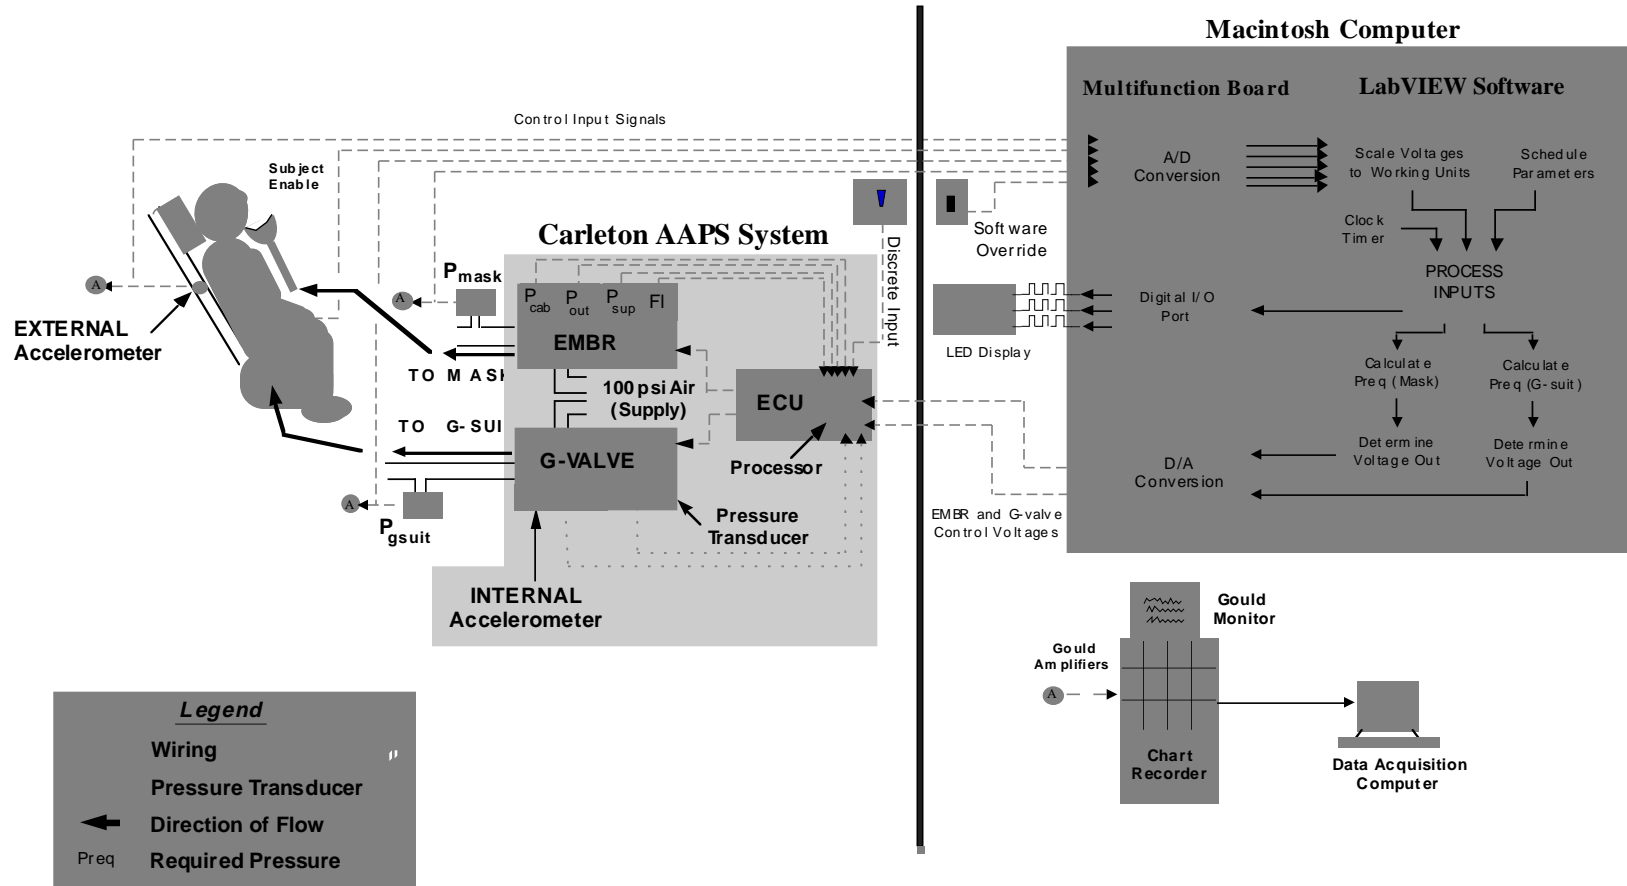 Macintosh Computer
Multifunction Board
LabVIEW Software
Control Input Signals
A/D
Conversion
Scale Voltages
to Working Units
Schedule
Parameters
Subject
Enable
Clock
Timer
Software
Override
Discrete Input
Carleton AAPS System
PROCESS
INPUTS
A
A
Pmask
Pcab
Pout
Psup
FI
EMBR
Digital I/O
Port
LED Display
EXTERNAL
Accelerometer
TO MASK
100 psi Air
(Supply)
ECU
Processor
Calculate
Preq (Mask)
Calculate
Preq (G-suit)
TO G-SUI
G-VALVE
Determine
Voltage Out
Determine
Voltage Out
D/A
Conversion
A
Pgsuit
Pressure
Transducer
EMBR and G-valve
Control Voltages
INTERNAL
Accelerometer
Gould
Monitor
Gould
Amplifiers
A
Chart
Recorder
Data Acquisition
Computer
Legend
Wiring
"
Pressure Transducer
Direction of Flow
Preq Required Pressure